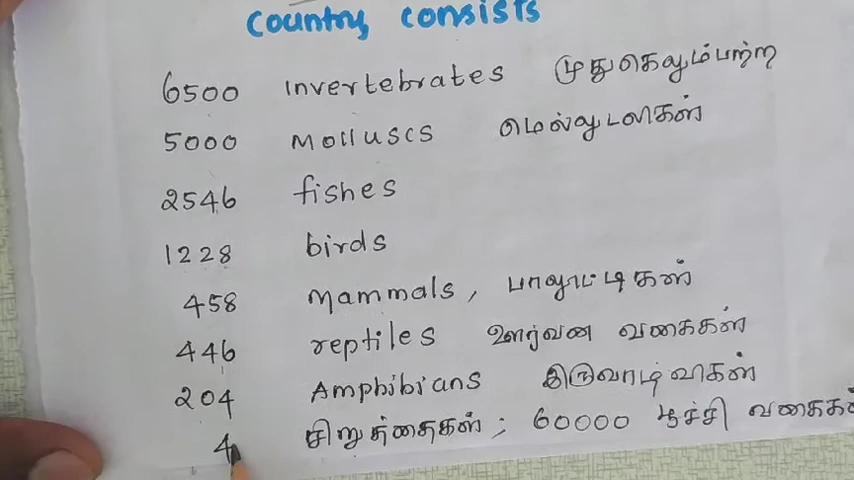 Country consists
6500 Invertebrates முதுகெலும்பற்ற
5000 Molluscs மெல்லுடலிகள்
2546 fishes
1228 birds
458 Mammals, பாலூட்டிகள்
446 reptiles ஊர்வன வகைகள்
204 Amphibians இருவாழ்விகள்
4 சிறுத்தைகள்; 60000 பூச்சி வகைகள்